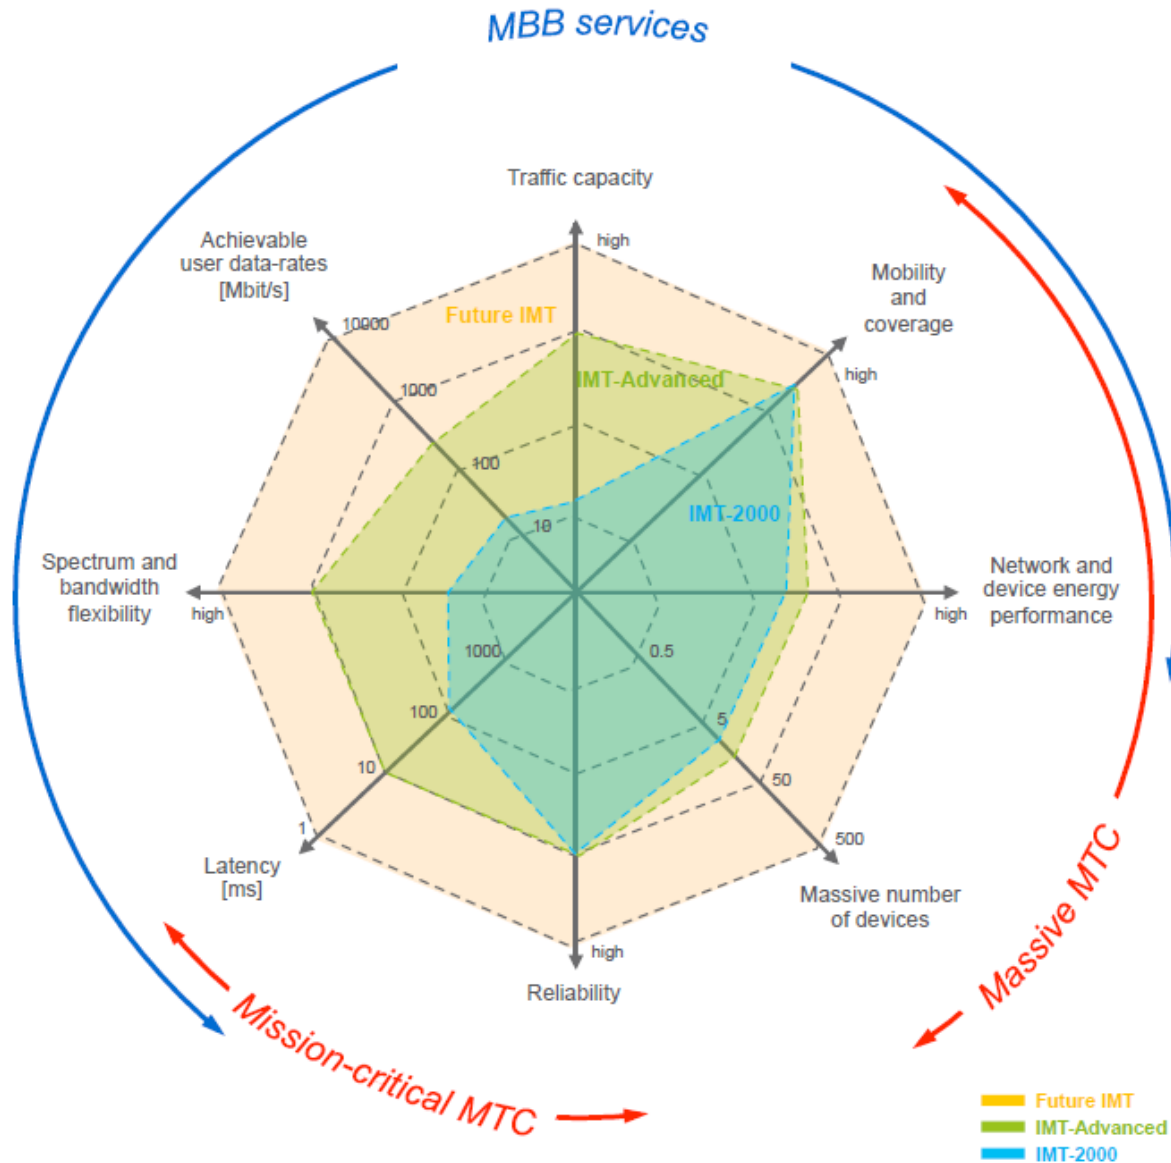 MBB services
Traffic capacity
high
Achievable
user data-rates
[Mbit/s]
10000
1000
100
10
Future IMT
IMT-Advanced
IMT-2000
Mobility
and
coverage
high
Spectrum and
bandwidth
flexibility
high
Network and
device energy
performance
high
1000
100
10
1
Latency
[ms]
0.5
5
50
500
Massive number
of devices
high
Reliability
Mission-critical MTC
Massive MTC
Future IMT
IMT-Advanced
IMT-2000